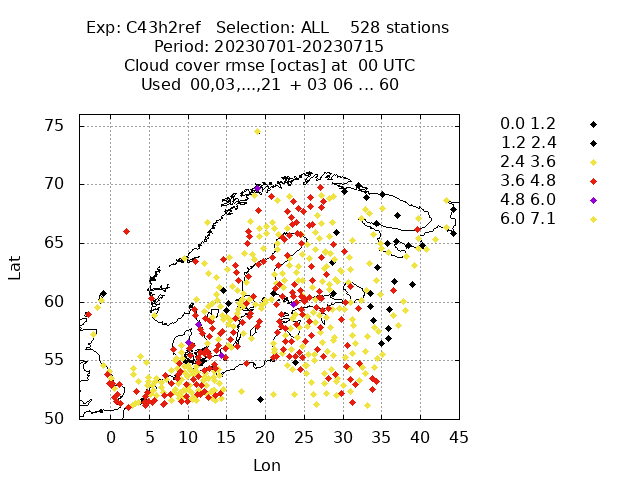 Exp: C43h2ref   Selection: ALL    528 stations
Period: 20230701-20230715
Cloud cover rmse [octas] at  00 UTC
Used  00,03,...,21  + 03 06 ... 60
75
70
65
60
55
50
0 5 10 15 20 25 30 35 40 45
Lat
Lon
0.0 1.2
1.2 2.4
2.4 3.6
3.6 4.8
4.8 6.0
6.0 7.1